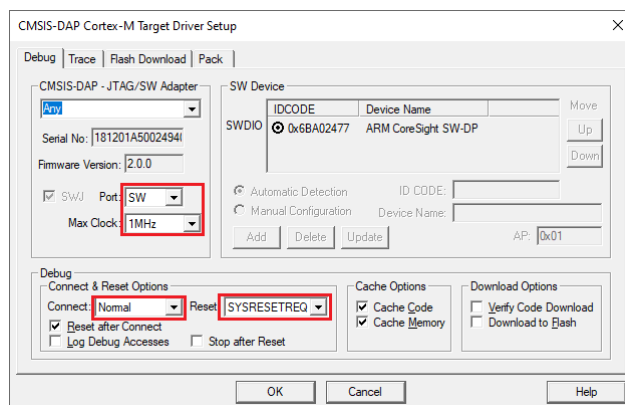 CMSIS-DAP Cortex-M Target Driver Setup
Debug | Trace | Flash Download | Pack
CMSIS-DAP - JTAG/SW Adapter
Any
Serial No: 181201A50024940
Firmware Version: 2.0.0
SWJ Port: SW
Max Clock: 1MHz
SW Device
IDCODE Device Name Move
SWDIO 0x6BA02477 ARM CoreSight SW-DP Up
Down
Automatic Detection ID CODE:
Manual Configuration Device Name:
Add Delete Update AP: 0x01
Debug
Connect & Reset Options
Connect: Normal Reset: SYSRESETREQ
Reset after Connect
Log Debug Accesses Stop after Reset
Cache Options
Cache Code
Cache Memory
Download Options
Verify Code Download
Download to Flash
OK Cancel Help